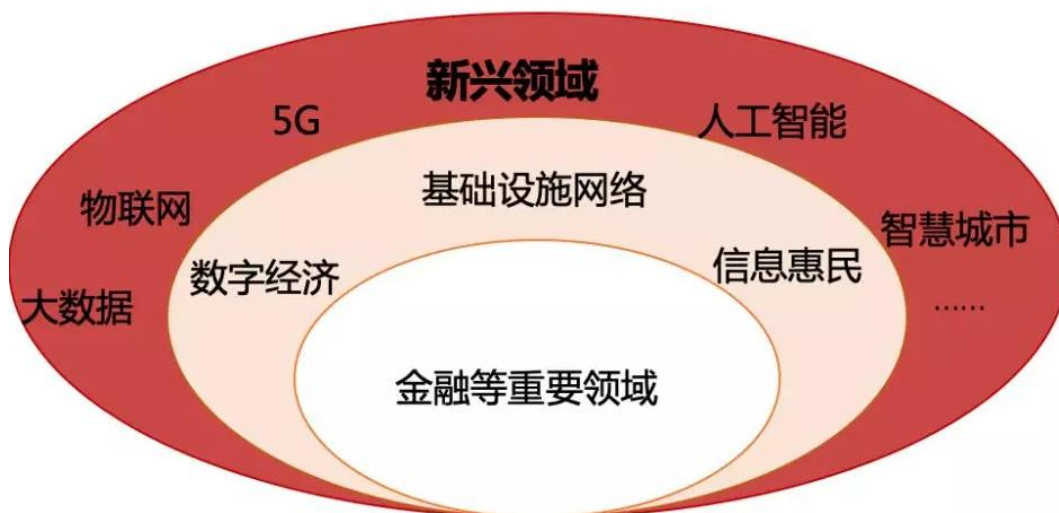 新兴领域
5G
人工智能
物联网
基础设施网络
智慧城市
数字经济
信息惠民
大数据
……
金融等重要领域